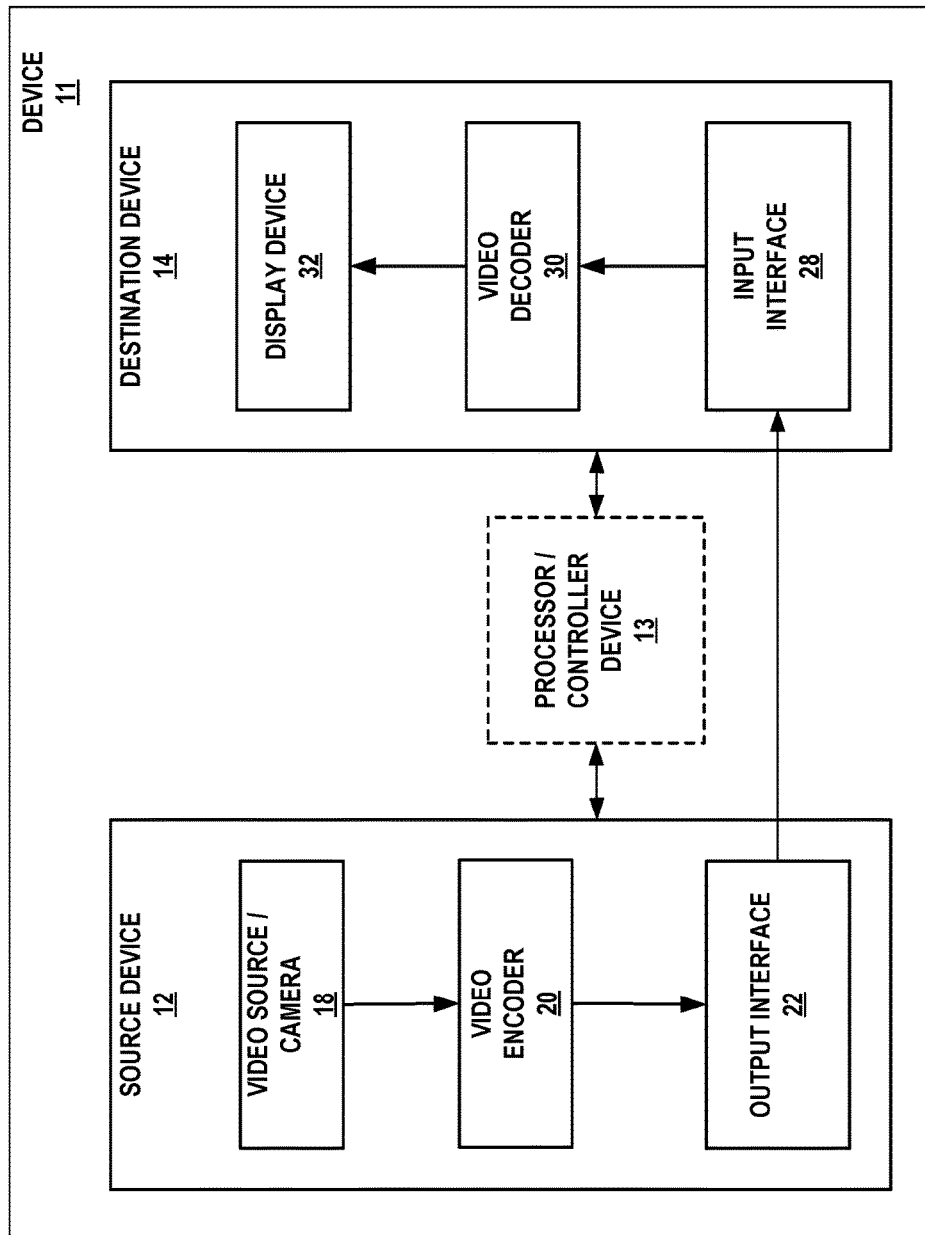 DEVICE
11
SOURCE DEVICE
12
VIDEO SOURCE /
CAMERA
18
VIDEO
ENCODER
20
OUTPUT INTERFACE
22
PROCESSOR /
CONTROLLER
DEVICE
13
DESTINATION DEVICE
14
DISPLAY DEVICE
32
VIDEO
DECODER
30
INPUT
INTERFACE
28